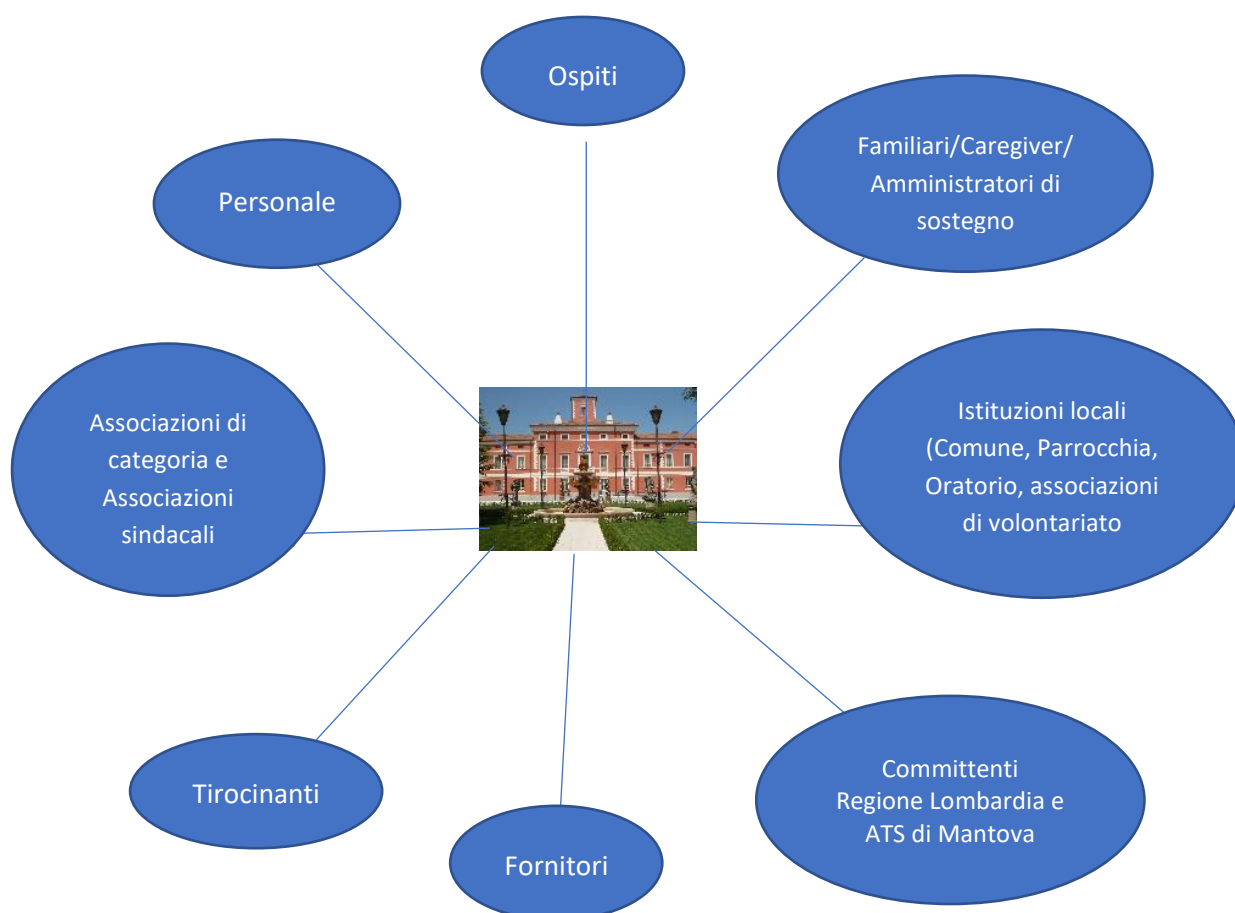 Ospiti
Familiari/Caregiver/
Amministratori di
sostegno
Personale
Associazioni di
categoria e
Associazioni
sindacali
Istituzioni locali
(Comune, Parrocchia,
Oratorio, associazioni
di volontariato
Tirocinanti
Fornitori
Committenti
Regione Lombardia e
ATS di Mantova